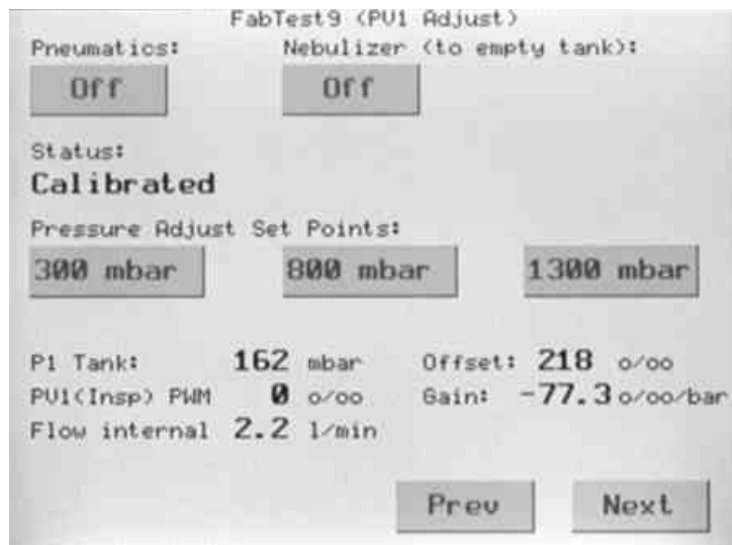 FabTest9 (PV1 Adjust)
Pneumatics: Nebulizer (to empty tank):
Off Off
Status:
Calibrated
Pressure Adjust Set Points:
300 mbar 800 mbar 1300 mbar
P1 Tank: 162 mbar Offset: 218 o/oo
PV1(Insp) PWM 0 o/oo Gain: -77.3 o/oo/bar
Flow internal 2.2 l/min
Prev Next